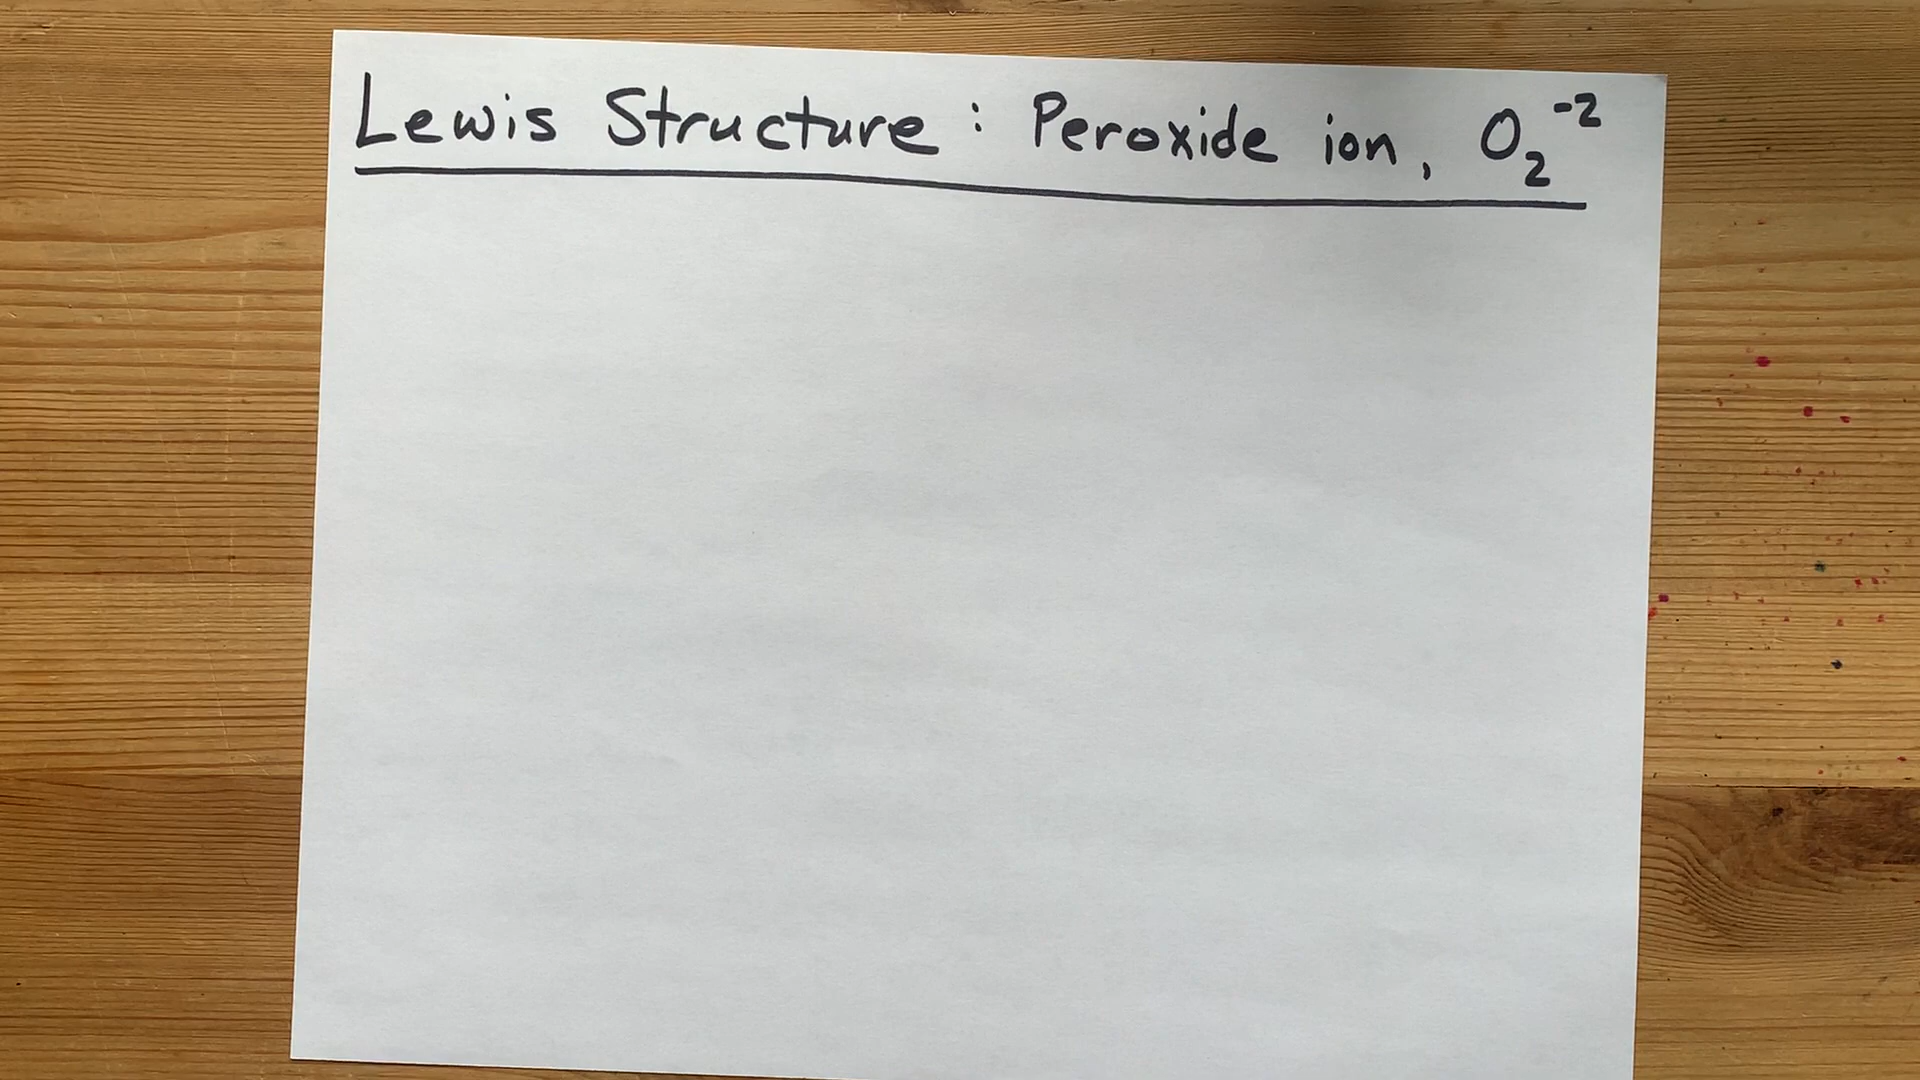 Lewis Structure : Peroxide ion, O₂⁻²